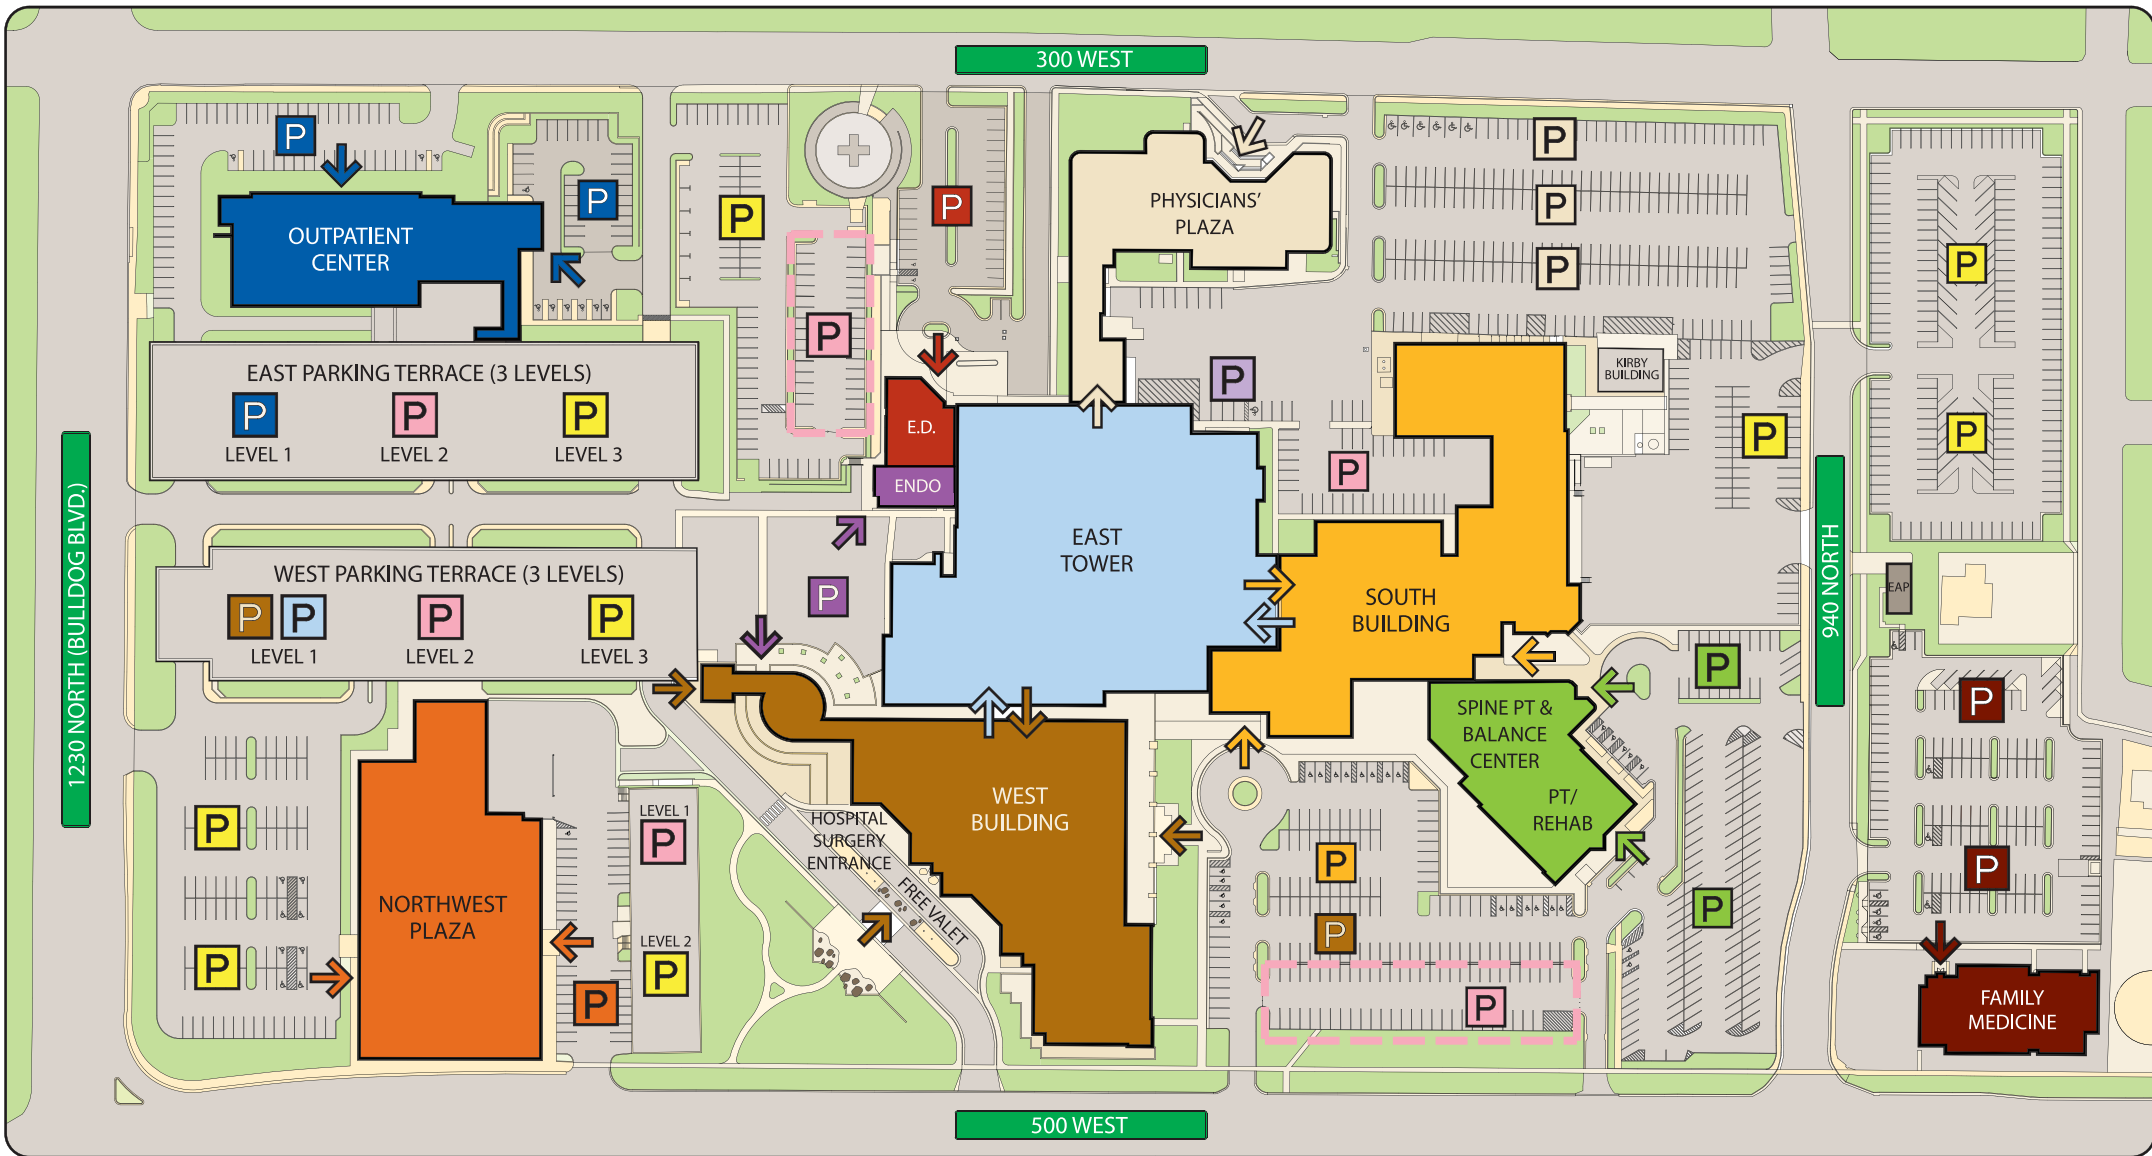 300 WEST
P
P
P
P
P
P
P
P
PHYSICIANS'
PLAZA
OUTPATIENT
CENTER
P
P
P
KIRBY
BUILDING
EAST PARKING TERRACE (3 LEVELS)
P
P
P
LEVEL 1
LEVEL 2
LEVEL 3
E.D.
ENDO
P
P
P
P
1230 NORTH (BULLDOG BLVD.)
940 NORTH
EAST
TOWER
WEST PARKING TERRACE (3 LEVELS)
P
P
P
P
LEVEL 1
LEVEL 2
LEVEL 3
P
SOUTH
BUILDING
EAP
P
P
SPINE PT &
BALANCE
CENTER
PT/
REHAB
WEST
BUILDING
HOSPITAL
SURGERY
ENTRANCE
FREE VALET
LEVEL 1
P
P
P
P
P
P
NORTHWEST
PLAZA
LEVEL 2
P
P
P
P
P
FAMILY
MEDICINE
500 WEST